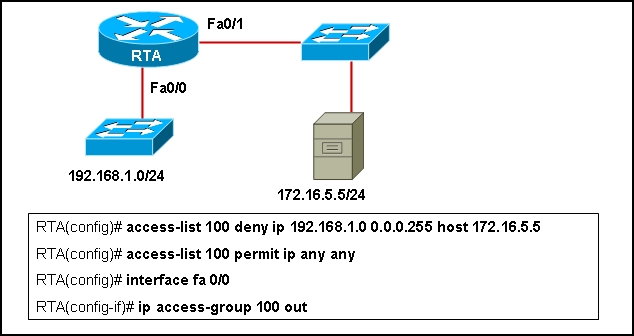 Fa0/1
RTA
Fa0/0
192.168.1.0/24
172.16.5.5/24
RTA(config)# access-list 100 deny ip 192.168.1.0 0.0.0.255 host 172.16.5.5
RTA(config)# access-list 100 permit ip any any
RTA(config)# interface fa 0/0
RTA(config-if)# ip access-group 100 out